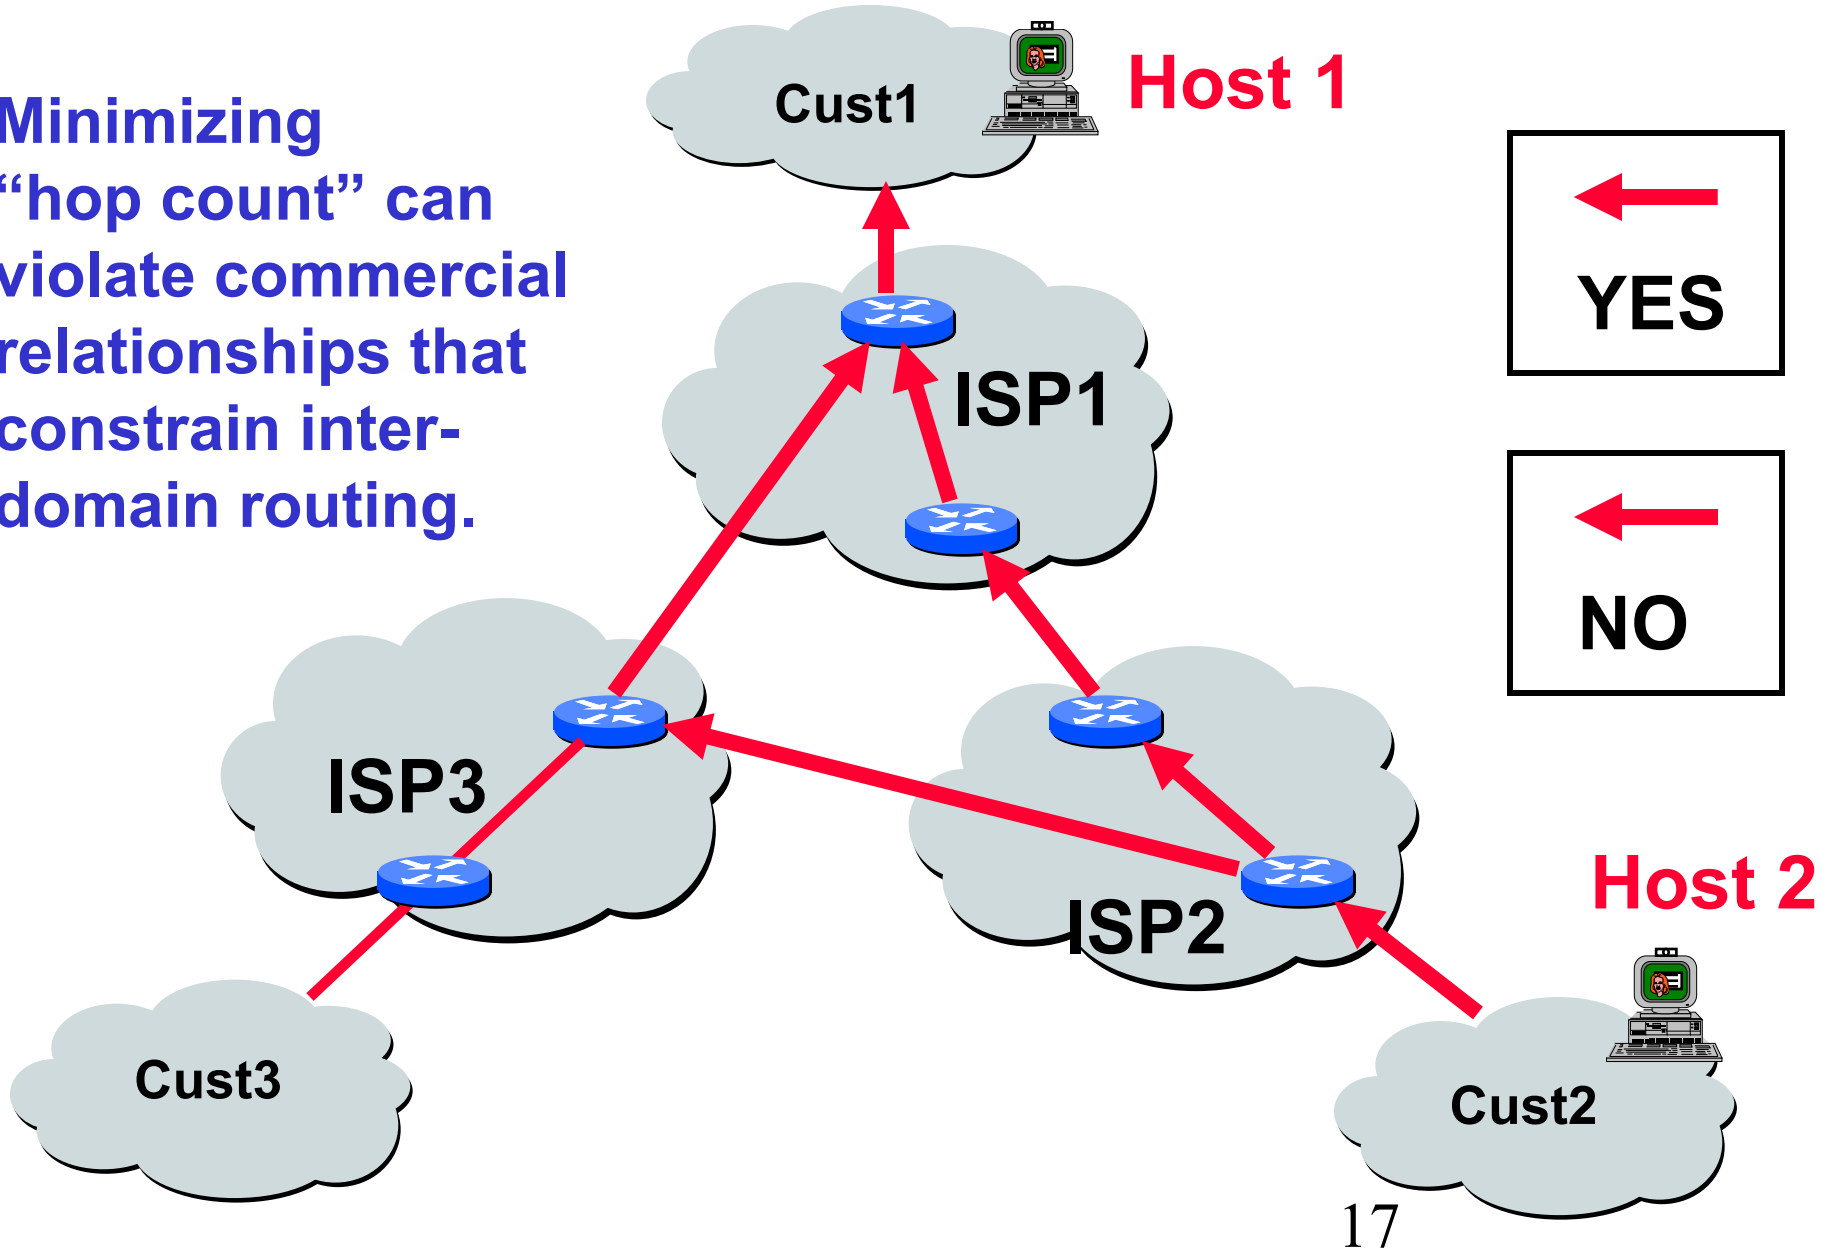 Minimizing
“hop count” can
violate commercial
relationships that
constrain inter-
domain routing.
Cust1
Host 1
YES
ISP1
NO
ISP3
ISP2
Host 2
Cust3
Cust2
17